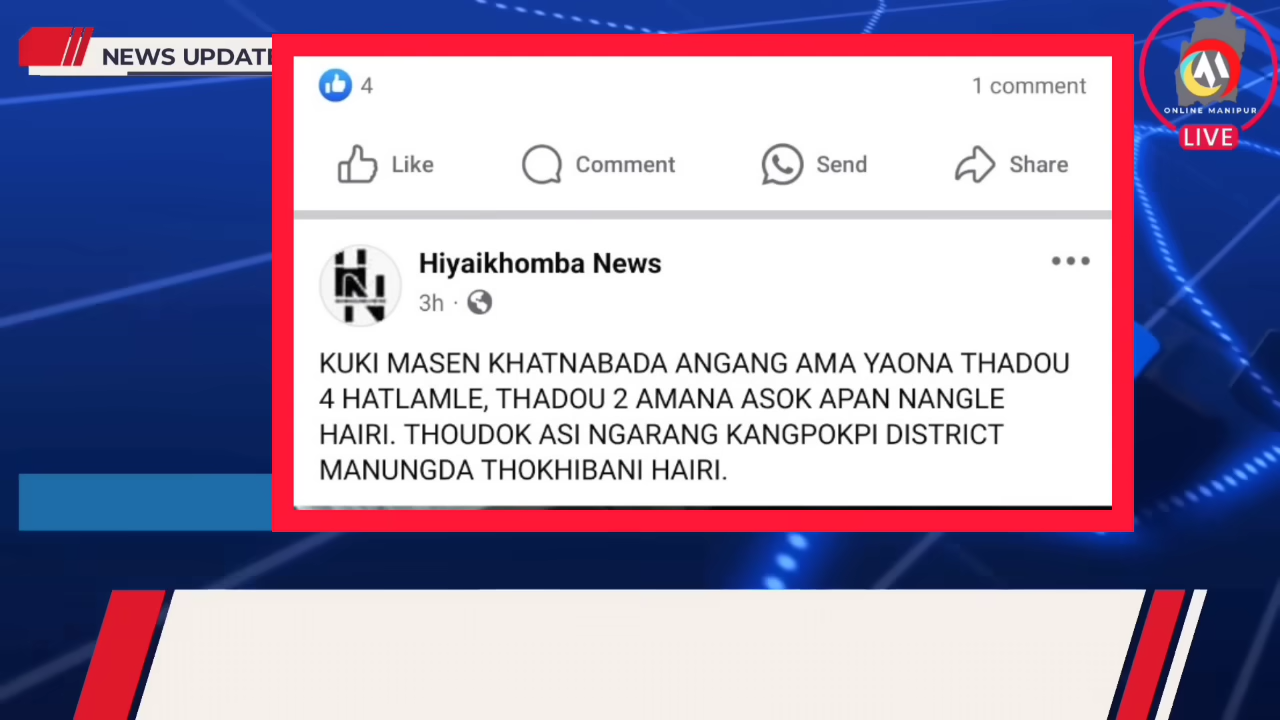 NEWS UPDATE
ONLINE MANIPUR
LIVE
4
1 comment
Like
Comment
Send
Share
Hiyaikhomba News
3h ·
KUKI MASEN KHATNABADA ANGANG AMA YAONA THADOU
4 HATLAMLE, THADOU 2 AMANA ASOK APAN NANGLE
HAIRI. THOUDOK ASI NGARANG KANGPOKPI DISTRICT
MANUNGDA THOKHIBANI HAIRI.